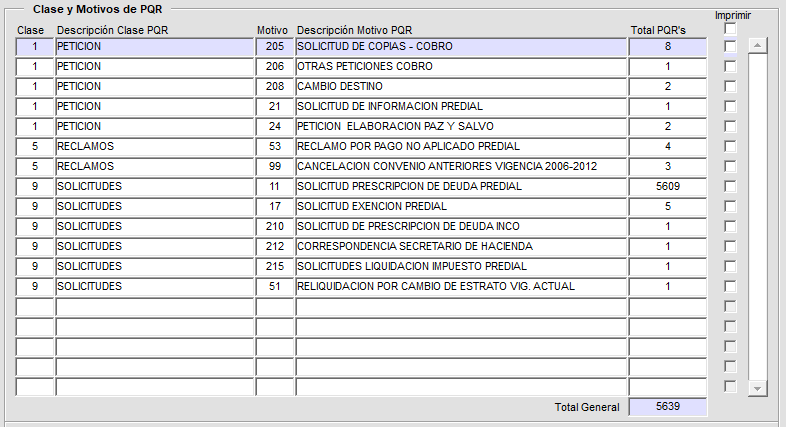 Clase y Motivos de PQR
Imprimir
Clase Descripción Clase PQR Motivo Descripción Motivo PQR Total PQR's
1 PETICION 205 SOLICITUD DE COPIAS - COBRO 8
1 PETICION 206 OTRAS PETICIONES COBRO 1
1 PETICION 208 CAMBIO DESTINO 2
1 PETICION 21 SOLICITUD DE INFORMACION PREDIAL 1
1 PETICION 24 PETICION  ELABORACION PAZ Y SALVO 2
5 RECLAMOS 53 RECLAMO POR PAGO NO APLICADO PREDIAL 4
5 RECLAMOS 99 CANCELACION CONVENIO ANTERIORES VIGENCIA 2006-2012 3
9 SOLICITUDES 11 SOLICITUD PRESCRIPCION DE DEUDA PREDIAL 5609
9 SOLICITUDES 17 SOLICITUD EXENCION PREDIAL 5
9 SOLICITUDES 210 SOLICITUD DE PRESCRIPCION DE DEUDA INCO 1
9 SOLICITUDES 212 CORRESPONDENCIA SECRETARIO DE HACIENDA 1
9 SOLICITUDES 215 SOLICITUDES LIQUIDACION IMPUESTO PREDIAL 1
9 SOLICITUDES 51 RELIQUIDACION POR CAMBIO DE ESTRATO VIG. ACTUAL 1
Total General 5639